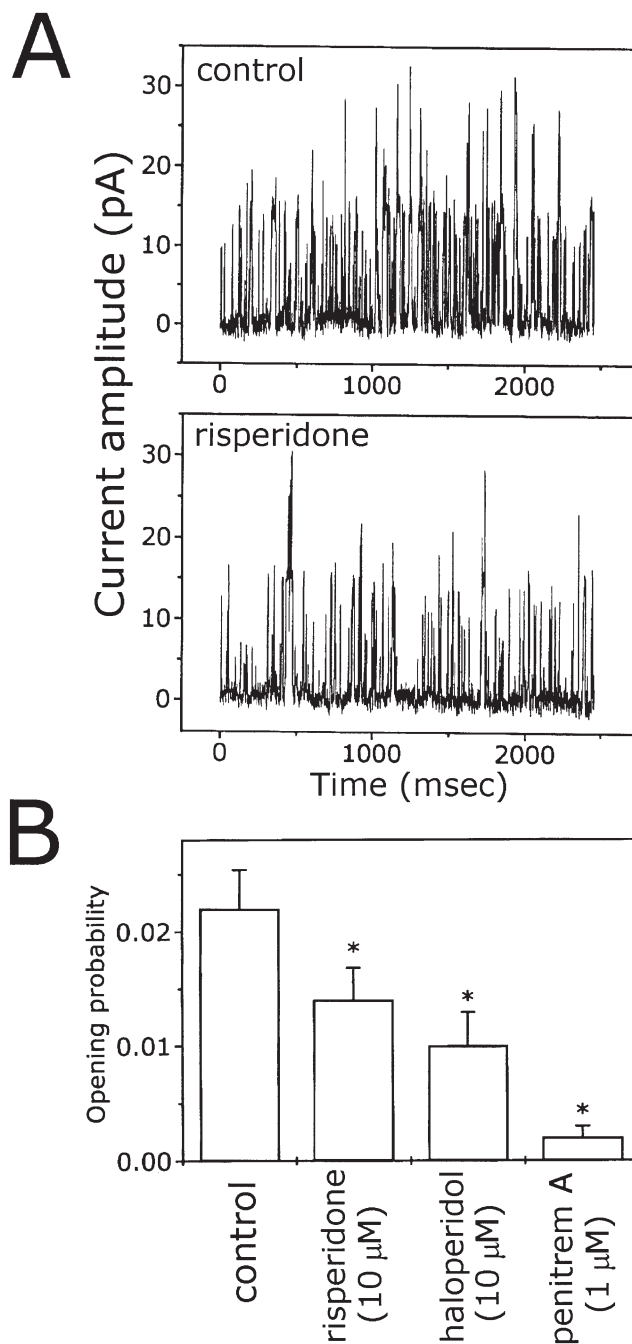 A
control
30
20
10
0
0 1000 2000
risperidone
30
20
10
0
0 1000 2000
Current amplitude (pA)
Time (msec)
B
Opening probability
0.02
0.01
0.00
*
*
*
control
risperidone
(10 μM)
haloperidol
(10 μM)
penitrem A
(1 μM)